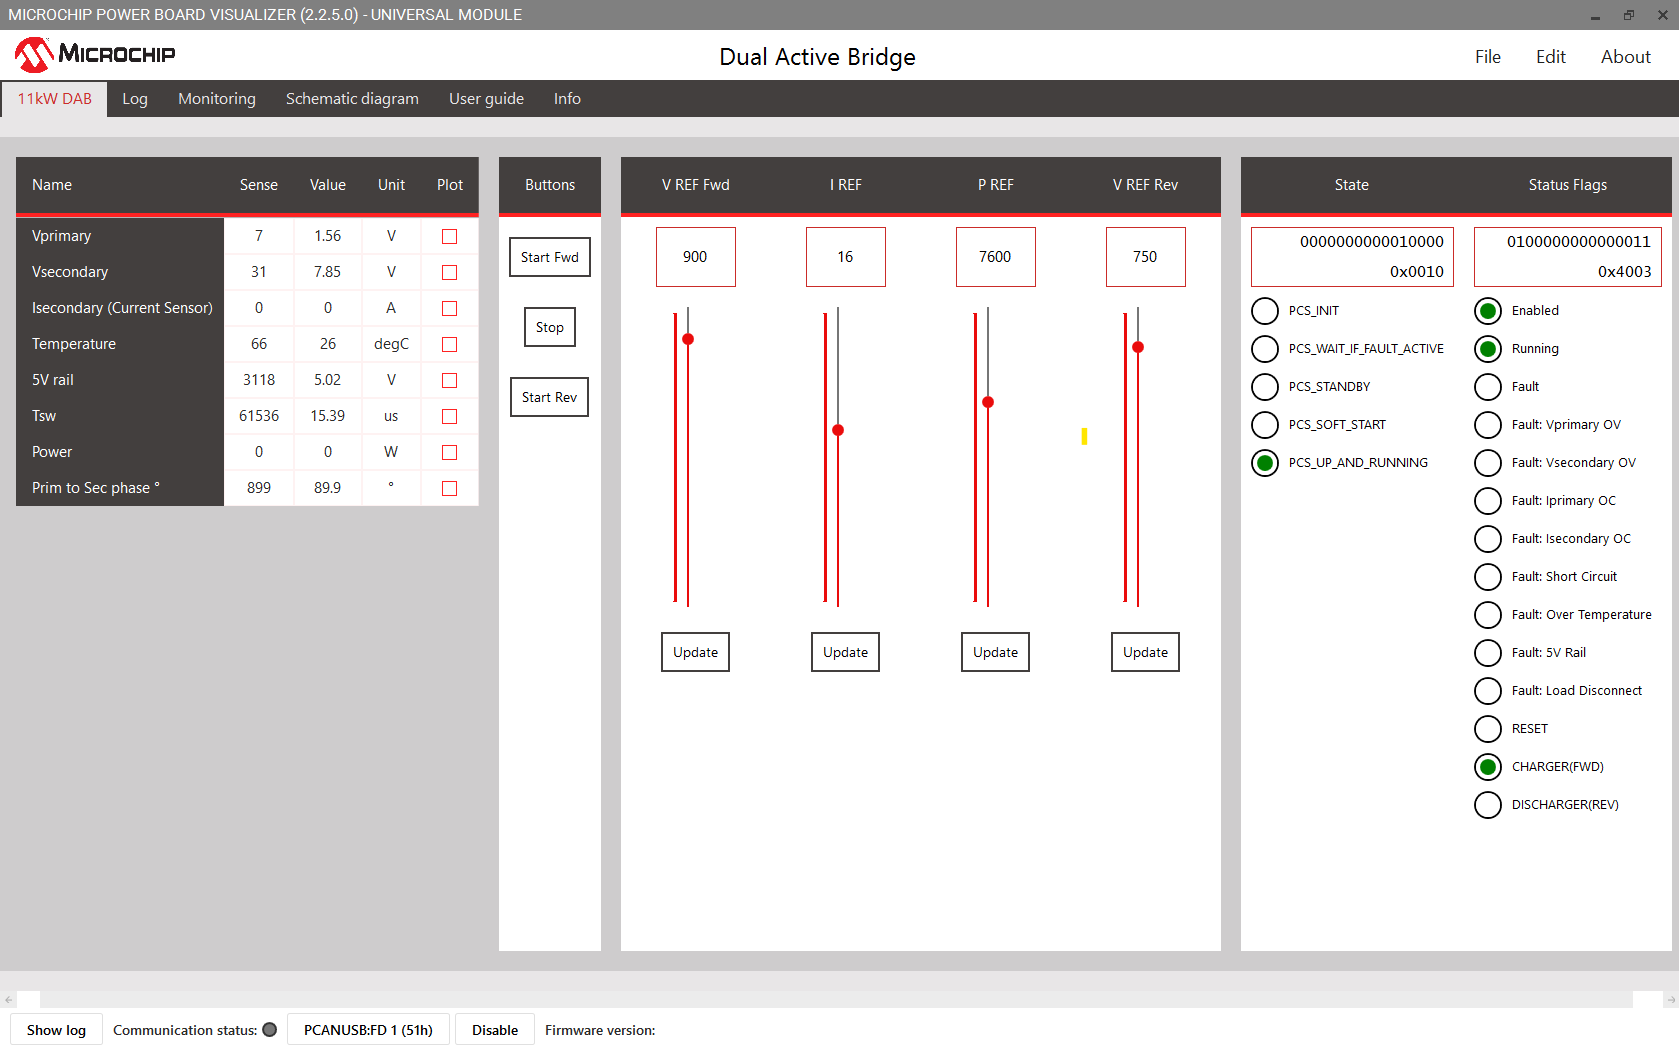 MICROCHIP POWER BOARD VISUALIZER (2.2.5.0) - UNIVERSAL MODULE
MICROCHIP
Dual Active Bridge
File Edit About
11kW DAB Log Monitoring Schematic diagram User guide Info
Name Sense Value Unit Plot
Vprimary 7 1.56 V
Vsecondary 31 7.85 V
Isecondary (Current Sensor) 0 0 A
Temperature 66 26 degC
5V rail 3118 5.02 V
Tsw 61536 15.39 us
Power 0 0 W
Prim to Sec phase ° 899 89.9 °
Buttons
Start Fwd
Stop
Start Rev
V REF Fwd I REF P REF V REF Rev
900 16 7600 750
Update Update Update Update
State
0000000000010000
0x0010
PCS_INIT
PCS_WAIT_IF_FAULT_ACTIVE
PCS_STANDBY
PCS_SOFT_START
PCS_UP_AND_RUNNING
Status Flags
0100000000000011
0x4003
Enabled
Running
Fault
Fault: Vprimary OV
Fault: Vsecondary OV
Fault: Iprimary OC
Fault: Isecondary OC
Fault: Short Circuit
Fault: Over Temperature
Fault: 5V Rail
Fault: Load Disconnect
RESET
CHARGER(FWD)
DISCHARGER(REV)
Show log Communication status: PCANUSB:FD 1 (51h) Disable Firmware version: